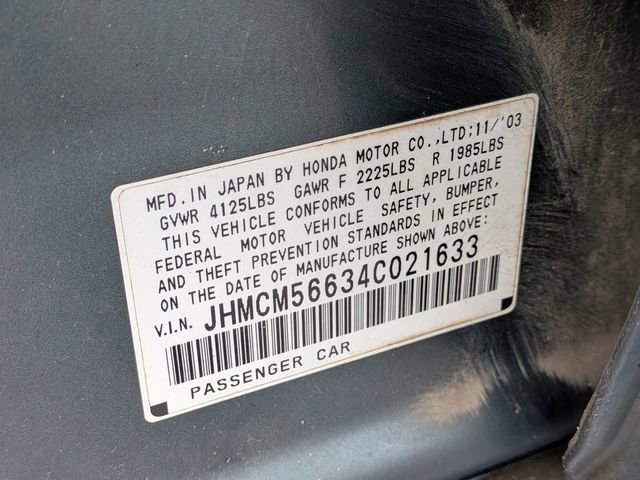 MFD. IN JAPAN BY HONDA MOTOR CO.,LTD;11/'03
GVWR 4125LBS GAWR F 2225LBS R 1985LBS
THIS VEHICLE CONFORMS TO ALL APPLICABLE
FEDERAL MOTOR VEHICLE SAFETY, BUMPER,
AND THEFT PREVENTION STANDARDS IN EFFECT
ON THE DATE OF MANUFACTURE SHOWN ABOVE:
V.I.N. JHMCM56634C021633
PASSENGER CAR